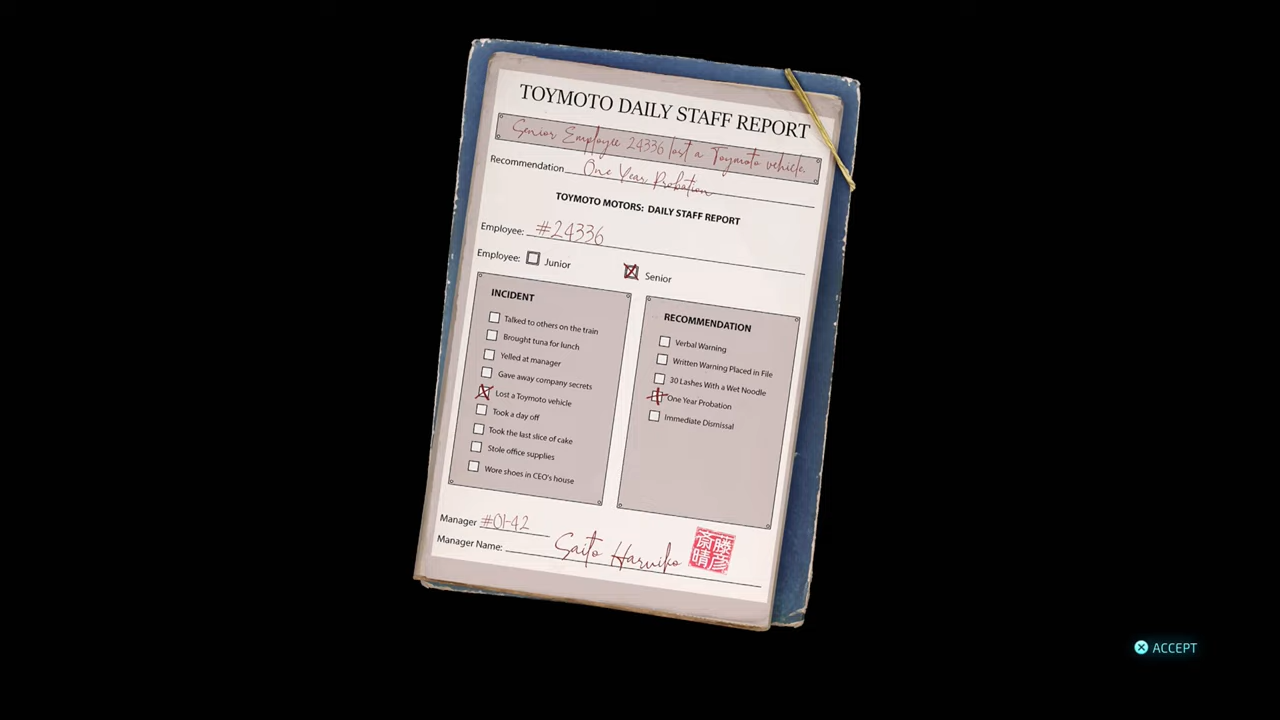 TOYMOTO DAILY STAFF REPORT
Senior Employee 24336 lost a Toymoto vehicle.
Recommendation One Year Probation
TOYMOTO MOTORS: DAILY STAFF REPORT
Employee: #24336
Employee: Junior Senior
INCIDENT
Talked to others on the train
Brought tuna for lunch
Yelled at manager
Gave away company secrets
Lost a Toymoto vehicle
Took a day off
Took the last slice of cake
Stole office supplies
Wore shoes in CEO's house
RECOMMENDATION
Verbal Warning
Written Warning Placed in File
30 Lashes With a Wet Noodle
One Year Probation
Immediate Dismissal
Manager #01-42
Manager Name: Saito Haruiko
斎勝
晴彦
ACCEPT